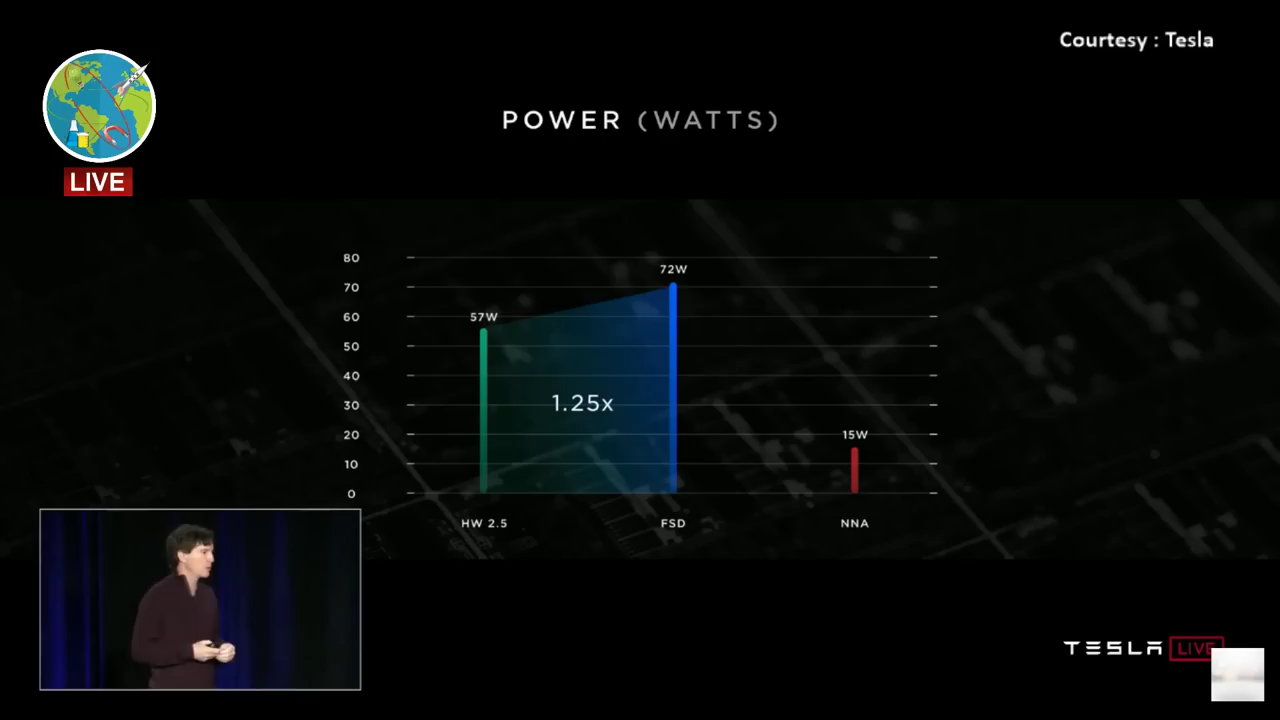 Courtesy : Tesla
LIVE
POWER (WATTS)
80
70
60
50
40
30
20
10
0
57W
72W
1.25x
15W
HW 2.5
FSD
NNA
TESLA LIVE